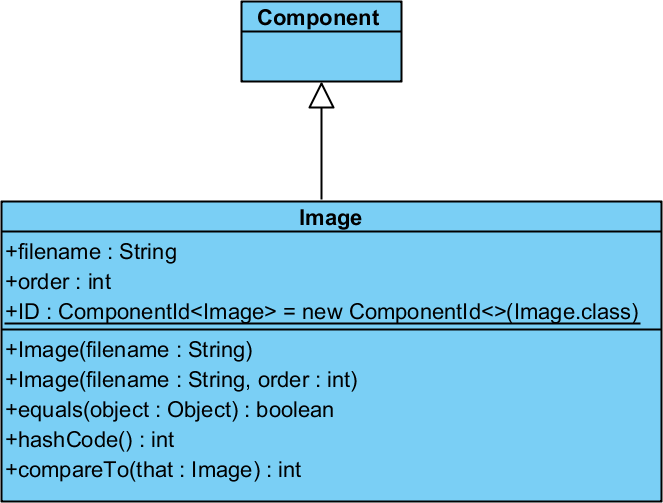 Component
Image
+filename : String
+order : int
+ID : ComponentId<Image> = new ComponentId<>(Image.class)
+Image(filename : String)
+Image(filename : String, order : int)
+equals(object : Object) : boolean
+hashCode() : int
+compareTo(that : Image) : int